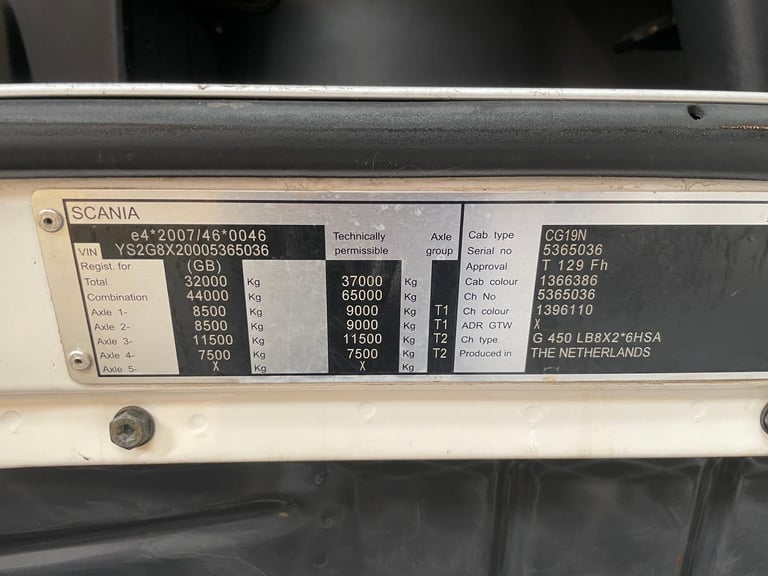 SCANIA
e4*2007/46*0046
VIN YS2G8X20005365036 Technically permissible Axle group
Regist. for (GB)
Total 32000 Kg 37000 Kg
Combination 44000 Kg 65000 Kg
Axle 1- 8500 Kg 9000 Kg T1
Axle 2- 8500 Kg 9000 Kg T1
Axle 3- 11500 Kg 11500 Kg T2
Axle 4- 7500 Kg 7500 Kg T2
Axle 5- X Kg X Kg
Cab type CG19N
Serial no 5365036
Approval T 129 Fh
Cab colour 1366386
Ch No 5365036
Ch colour 1396110
ADR GTW X
Ch type G 450 LB8X2*6HSA
Produced in THE NETHERLANDS